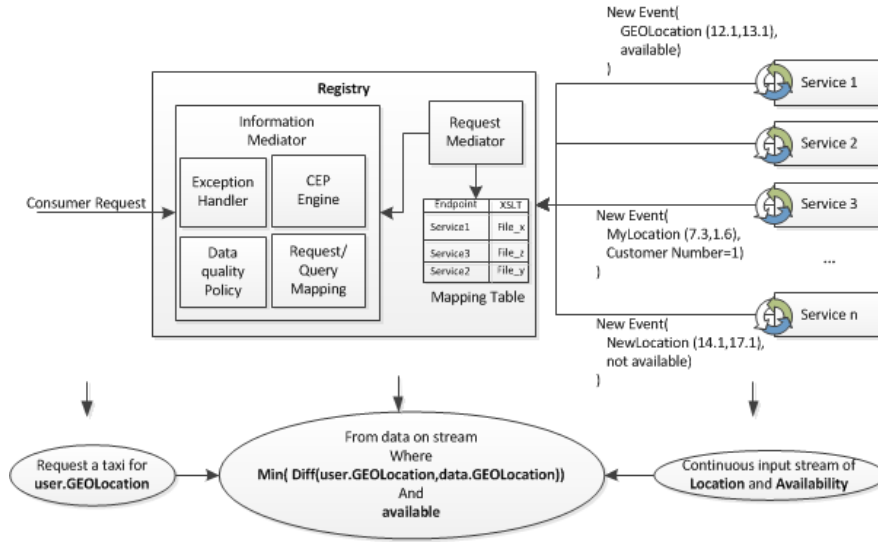 New Event(
GEOLocation (12.1,13.1),
available)
}
Service 1
Registry
Information
Mediator
Request
Mediator
Service 2
Exception
Handler
CEP
Engine
Consumer Request
Endpoint XSLT
Service1 File_x
Service3 File_z
Service2 File_y
Mapping Table
Service 3
New Event(
MyLocation (7.3,1.6),
Customer Number=1)
}
...
Data
quality
Policy
Request/
Query
Mapping
Service n
New Event(
NewLocation (14.1,17.1),
not available)
}
Request a taxi for
user.GEOLocation
From data on stream
Where
Min( Diff(user.GEOLocation,data.GEOLocation))
And
available
Continuous input stream of
Location and Availability